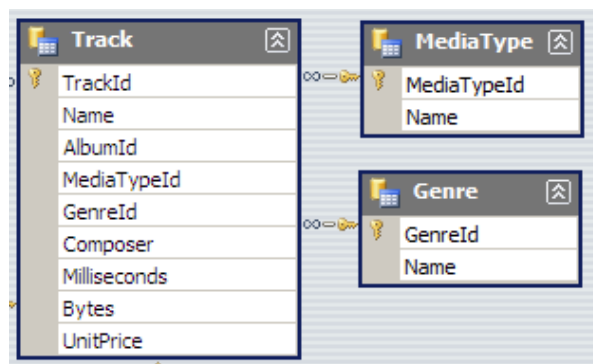 Track
TrackId
Name
AlbumId
MediaTypeId
GenreId
Composer
Milliseconds
Bytes
UnitPrice
MediaType
MediaTypeId
Name
Genre
GenreId
Name